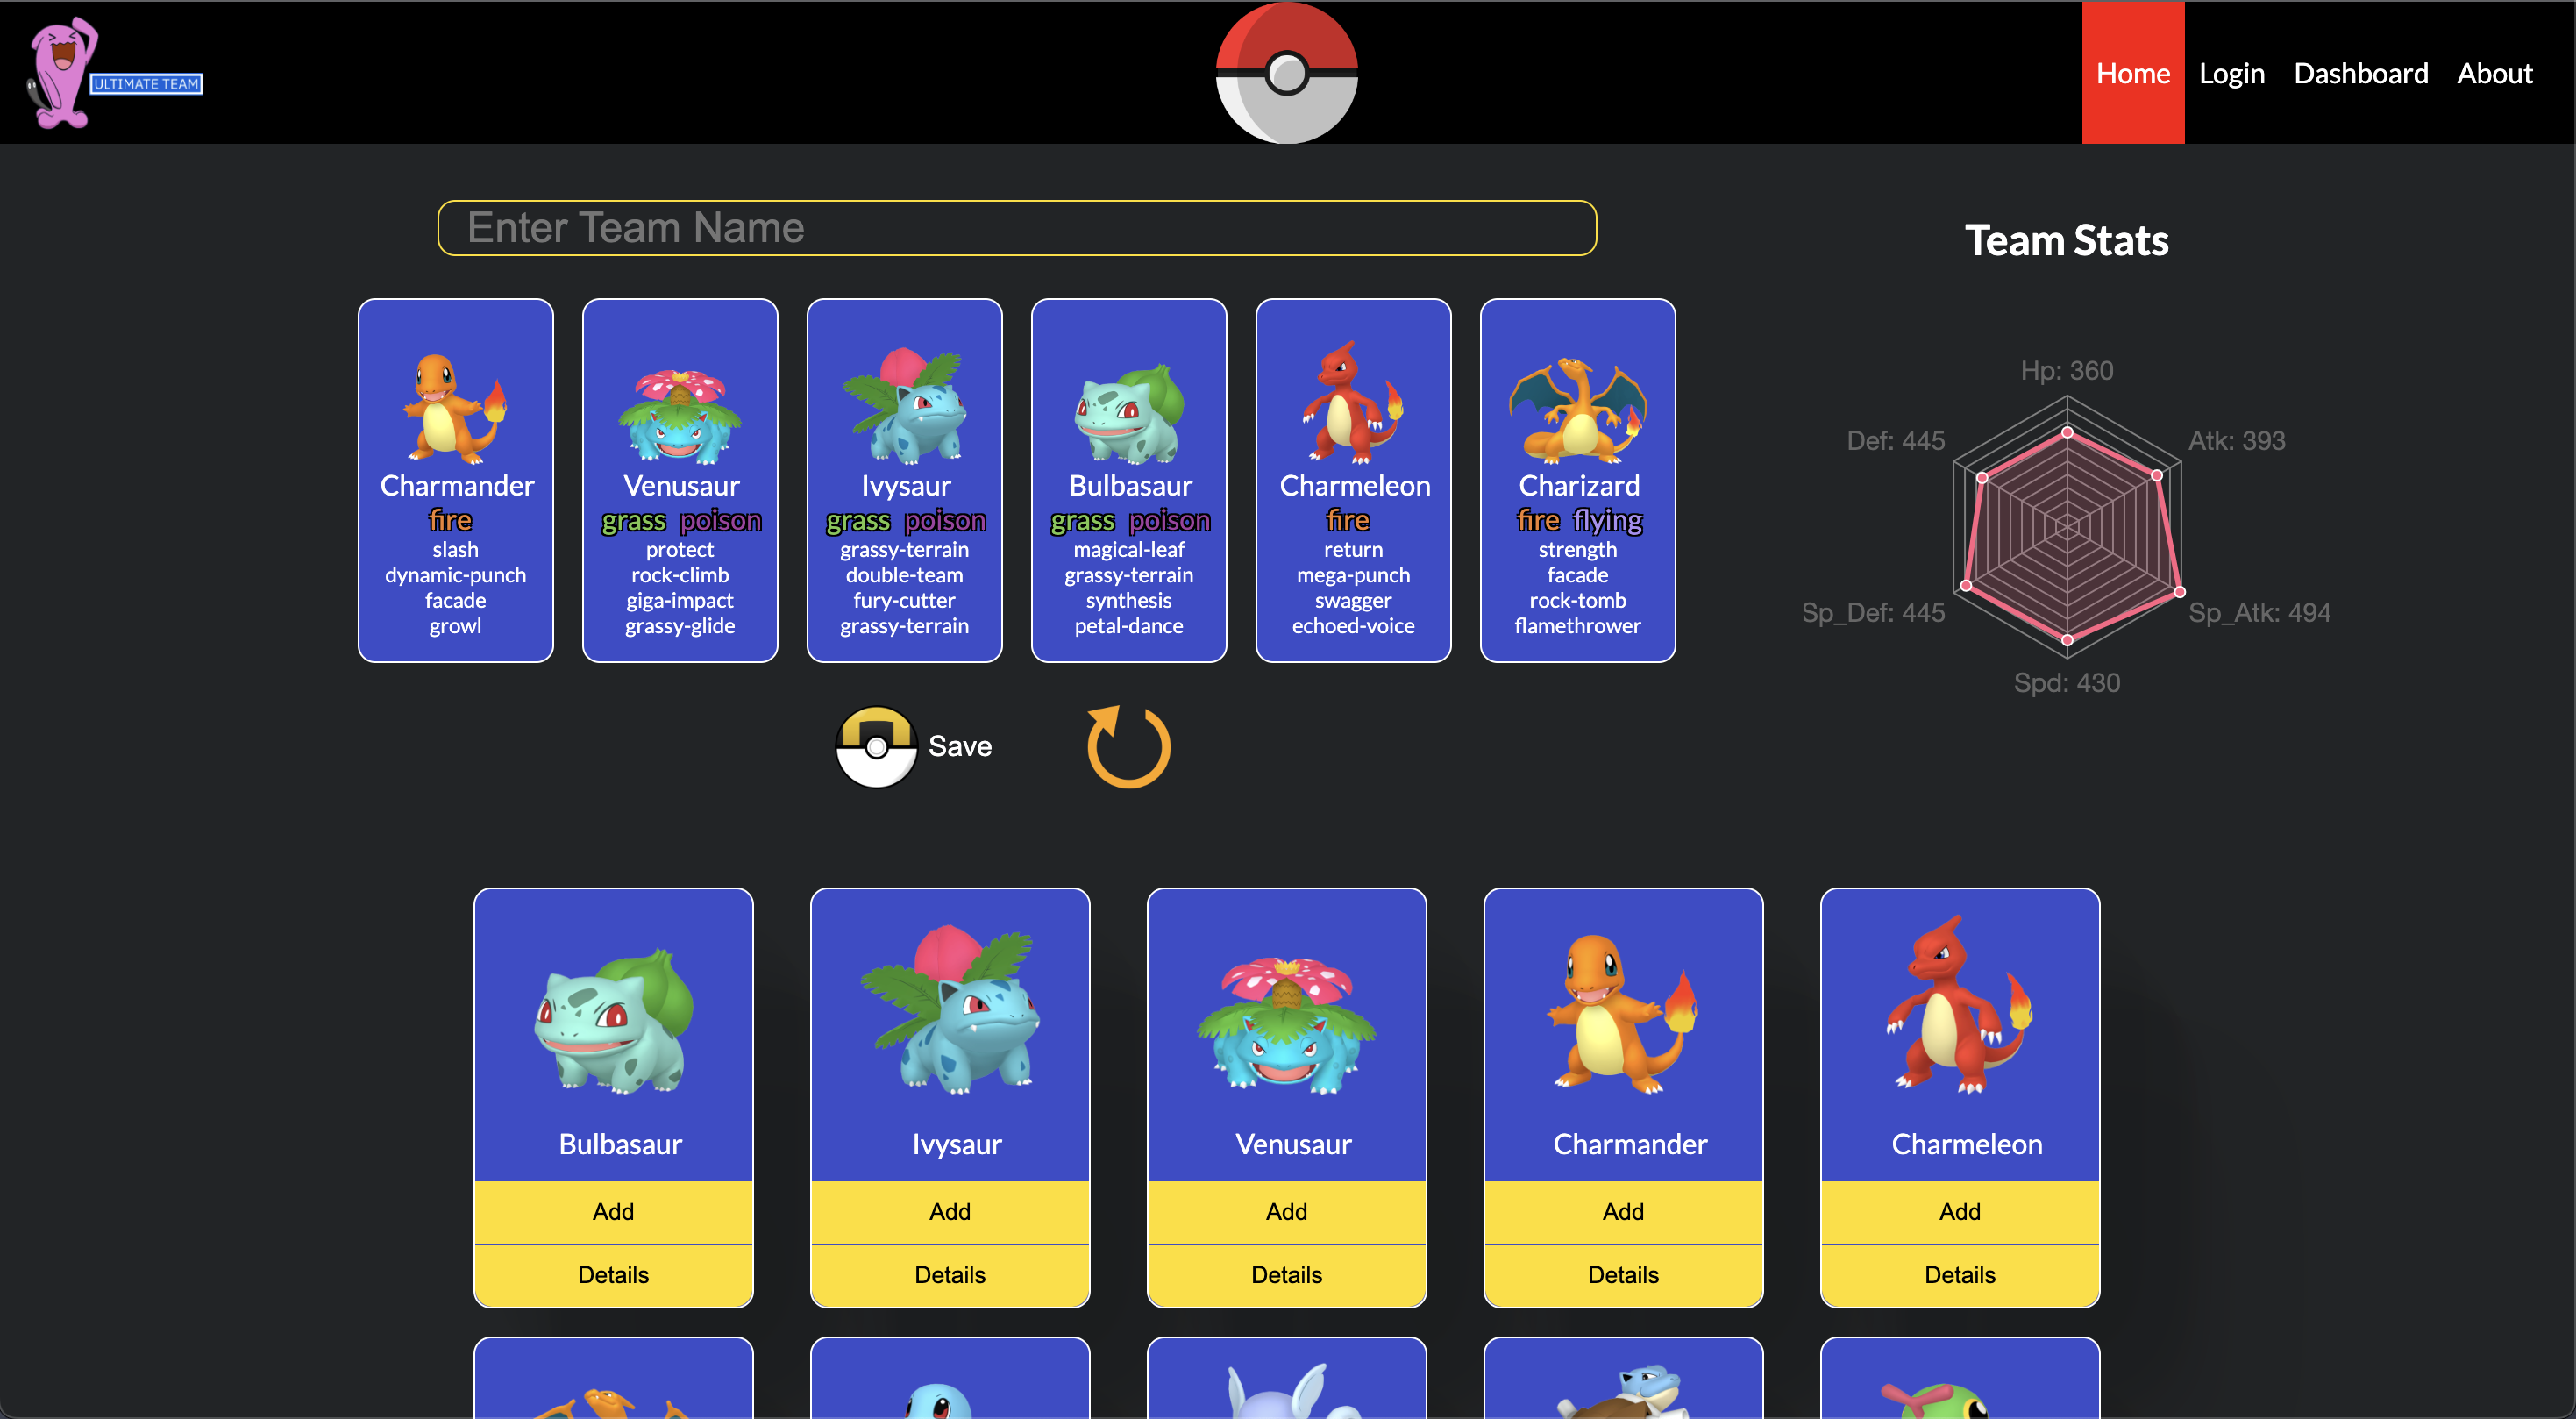 ULTIMATE TEAM
Home Login Dashboard About
Enter Team Name
Team Stats
Charmander
fire
slash
dynamic-punch
facade
growl
Venusaur
grass poison
protect
rock-climb
giga-impact
grassy-glide
Ivysaur
grass poison
grassy-terrain
double-team
fury-cutter
grassy-terrain
Bulbasaur
grass poison
magical-leaf
grassy-terrain
synthesis
petal-dance
Charmeleon
fire
return
mega-punch
swagger
echoed-voice
Charizard
fire flying
strength
facade
rock-tomb
flamethrower
Hp: 360
Def: 445
Atk: 393
Sp_Def: 445
Sp_Atk: 494
Spd: 430
Save
Bulbasaur
Add
Details
Ivysaur
Add
Details
Venusaur
Add
Details
Charmander
Add
Details
Charmeleon
Add
Details